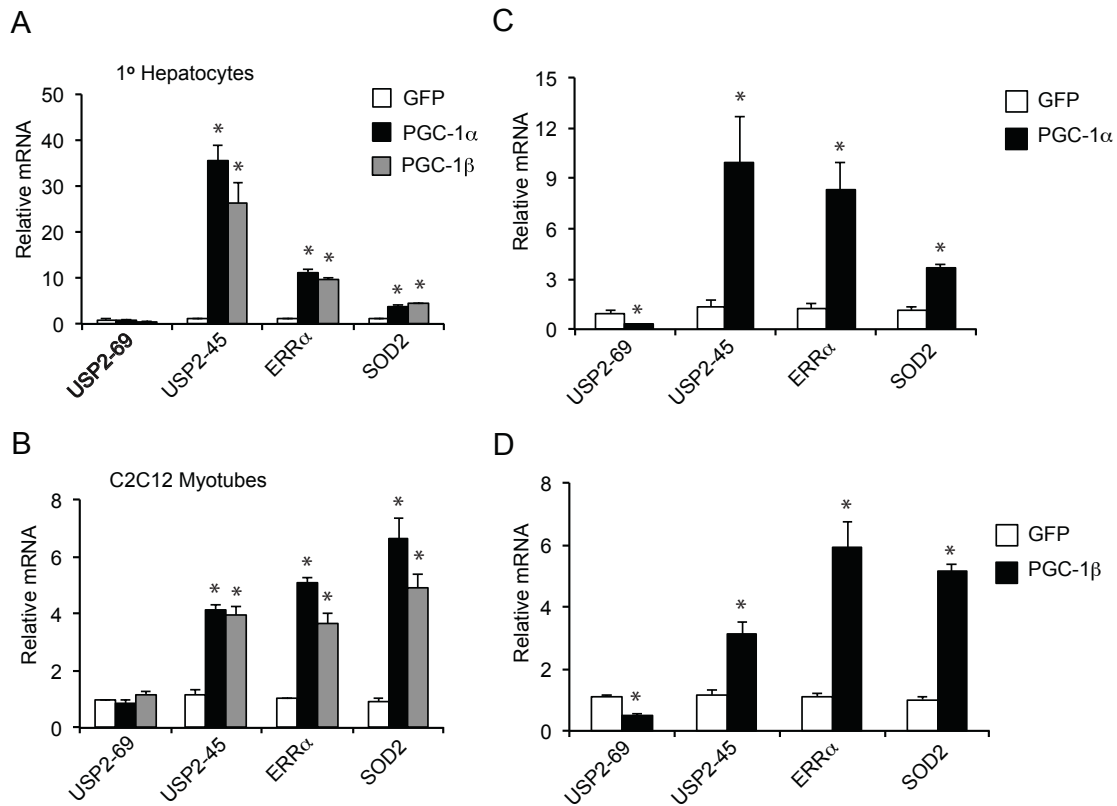 A
1º Hepatocytes
GFP
PGC-1α
PGC-1β
Relative mRNA
50
40
30
20
10
0
* * * * * *
USP2-69 USP2-45 ERRα SOD2
C
GFP
PGC-1α
Relative mRNA
15
12
9
6
3
0
* * * *
USP2-69 USP2-45 ERRα SOD2
B
C2C12 Myotubes
Relative mRNA
8
6
4
2
0
* * * * * *
USP2-69 USP2-45 ERRα SOD2
D
GFP
PGC-1β
Relative mRNA
8
6
4
2
0
* * * *
USP2-69 USP2-45 ERRα SOD2